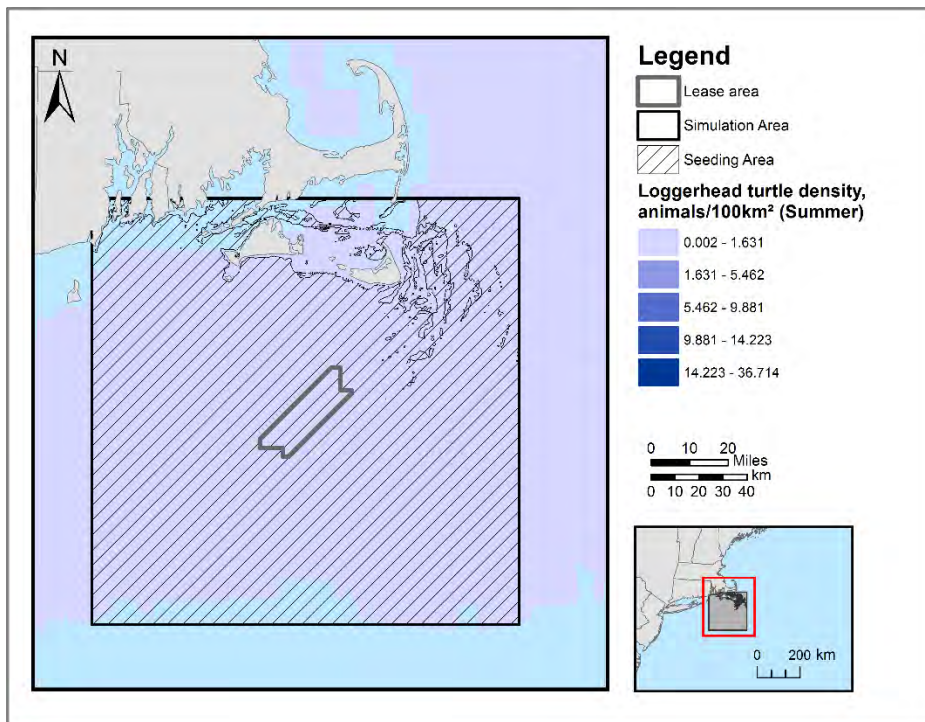 N
Legend
Lease area
Simulation Area
Seeding Area
Loggerhead turtle density,
animals/100km² (Summer)
0.002 - 1.631
1.631 - 5.462
5.462 - 9.881
9.881 - 14.223
14.223 - 36.714
0 10 20
Miles
km
0 10 20 30 40
0 200 km